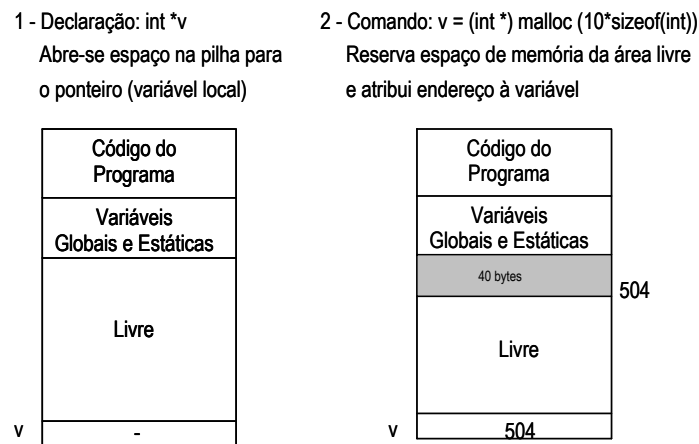 1 - Declaração: int *v
Abre-se espaço na pilha para
o ponteiro (variável local)
2 - Comando: v = (int *) malloc (10*sizeof(int))
Reserva espaço de memória da área livre
e atribui endereço à variável
Código do
Programa
Variáveis
Globais e Estáticas
Livre
v
-
Código do
Programa
Variáveis
Globais e Estáticas
40 bytes
504
Livre
v
504